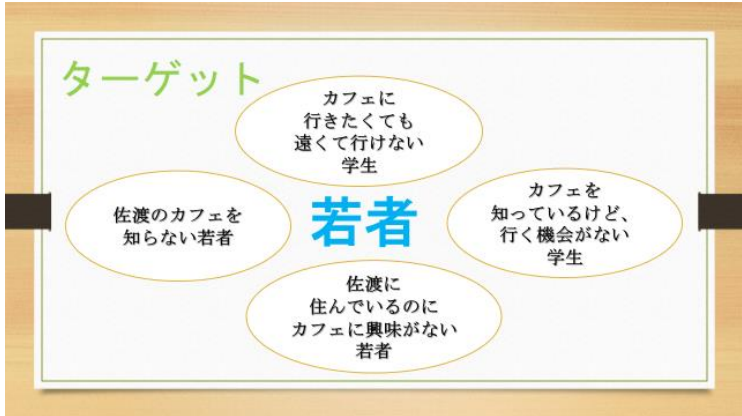 ターゲット
カフェに
行きたくても
遠くて行けない
学生
佐渡のカフェを
知らない若者
若者
カフェを
知っているけど、
行く機会がない
学生
佐渡に
住んでいるのに
カフェに興味がない
若者